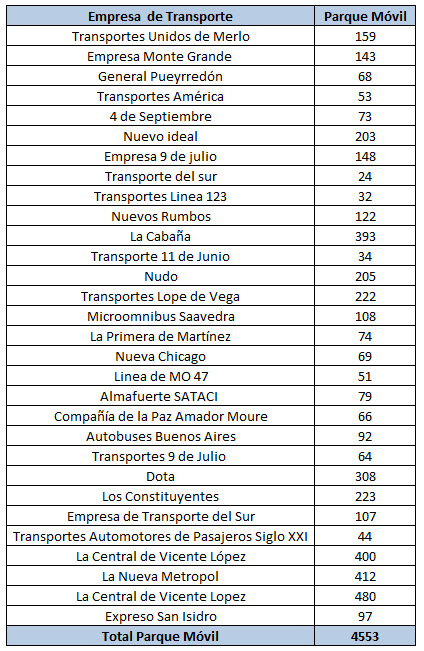 Empresa de Transporte Parque Móvil
Transportes Unidos de Merlo 159
Empresa Monte Grande 143
General Pueyrredón 68
Transportes América 53
4 de Septiembre 73
Nuevo ideal 203
Empresa 9 de julio 148
Transporte del sur 24
Transportes Linea 123 32
Nuevos Rumbos 122
La Cabaña 393
Transporte 11 de Junio 34
Nudo 205
Transportes Lope de Vega 222
Microomnibus Saavedra 108
La Primera de Martínez 74
Nueva Chicago 69
Linea de MO 47 51
Almafuerte SATACI 79
Compañía de la Paz Amador Moure 66
Autobuses Buenos Aires 92
Transportes 9 de Julio 64
Dota 308
Los Constituyentes 223
Empresa de Transporte del Sur 107
Transportes Automotores de Pasajeros Siglo XXI 44
La Central de Vicente López 400
La Nueva Metropol 412
La Central de Vicente Lopez 480
Expreso San Isidro 97
Total Parque Móvil 4553